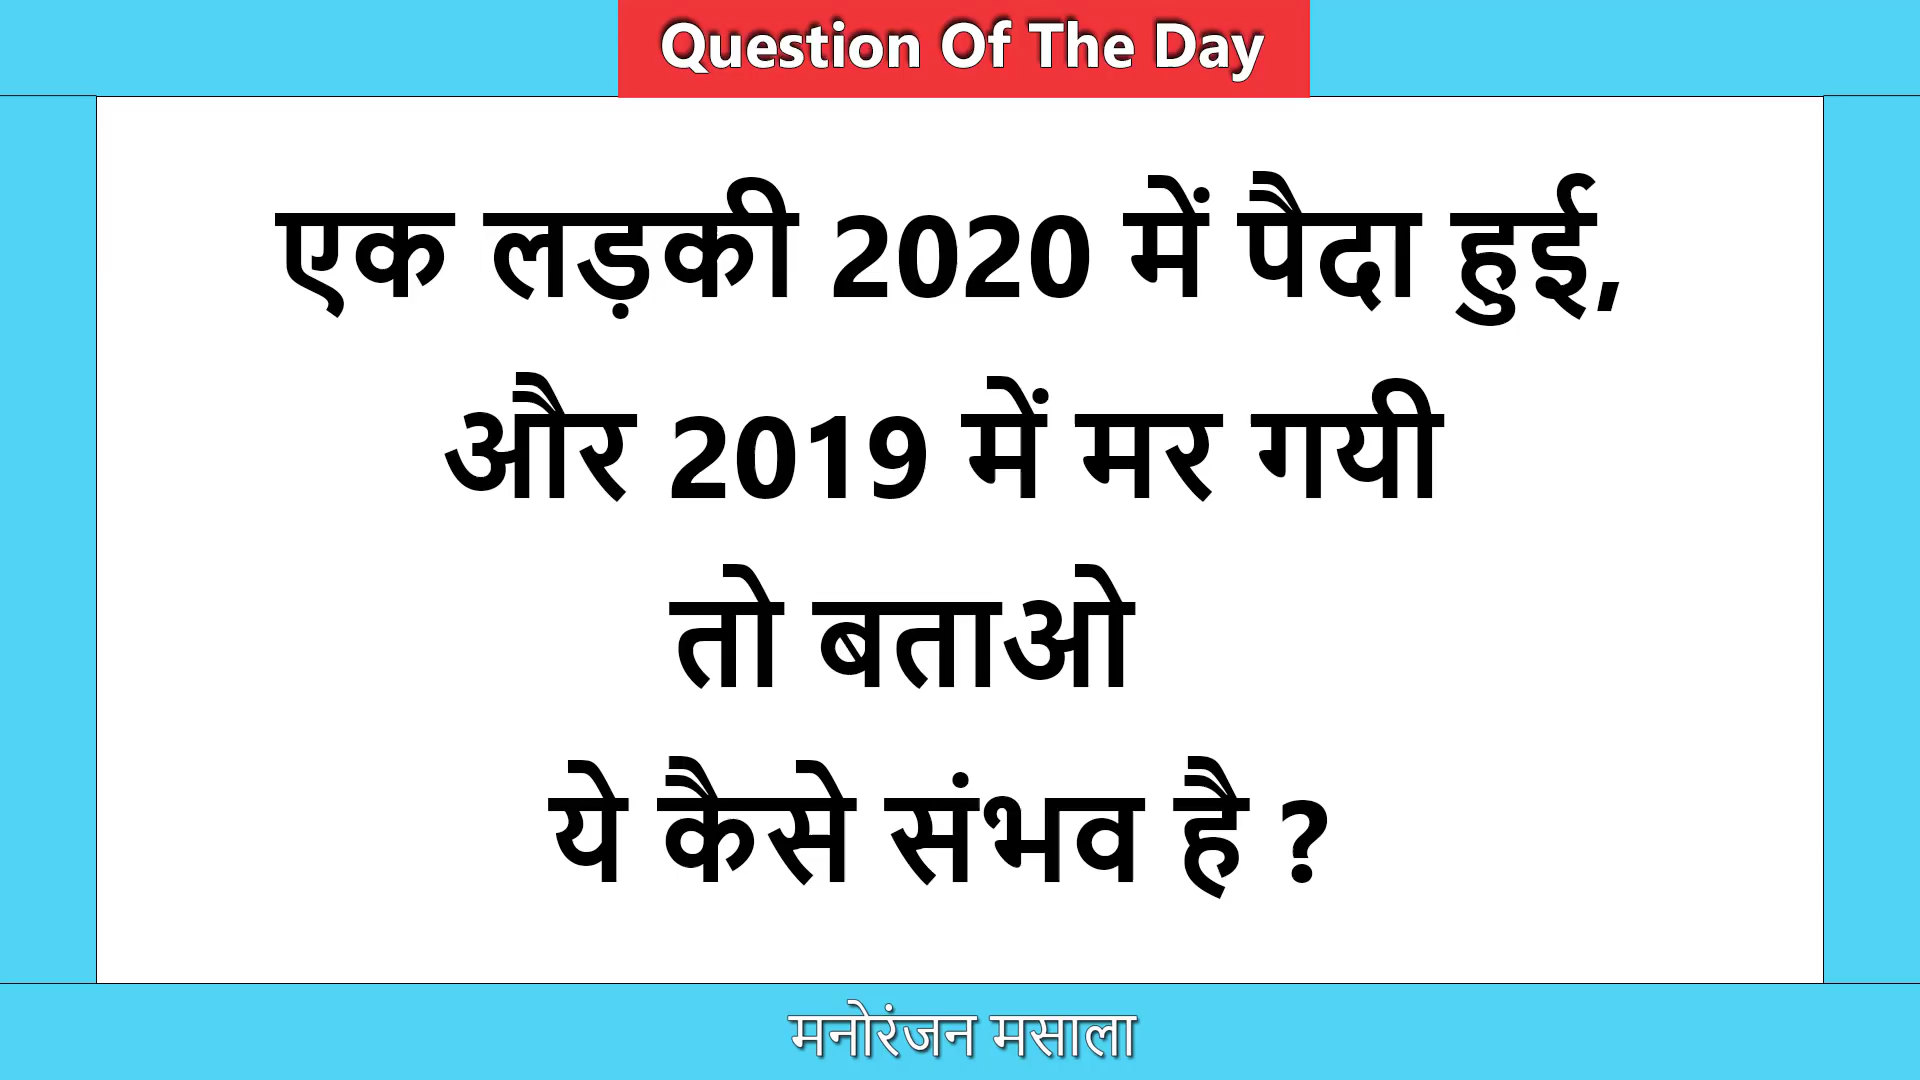 Question Of The Day
एक लड़की 2020 में पैदा हुई,
और 2019 में मर गयी
तो बताओ
ये कैसे संभव है ?
मनोरंजन मसाला